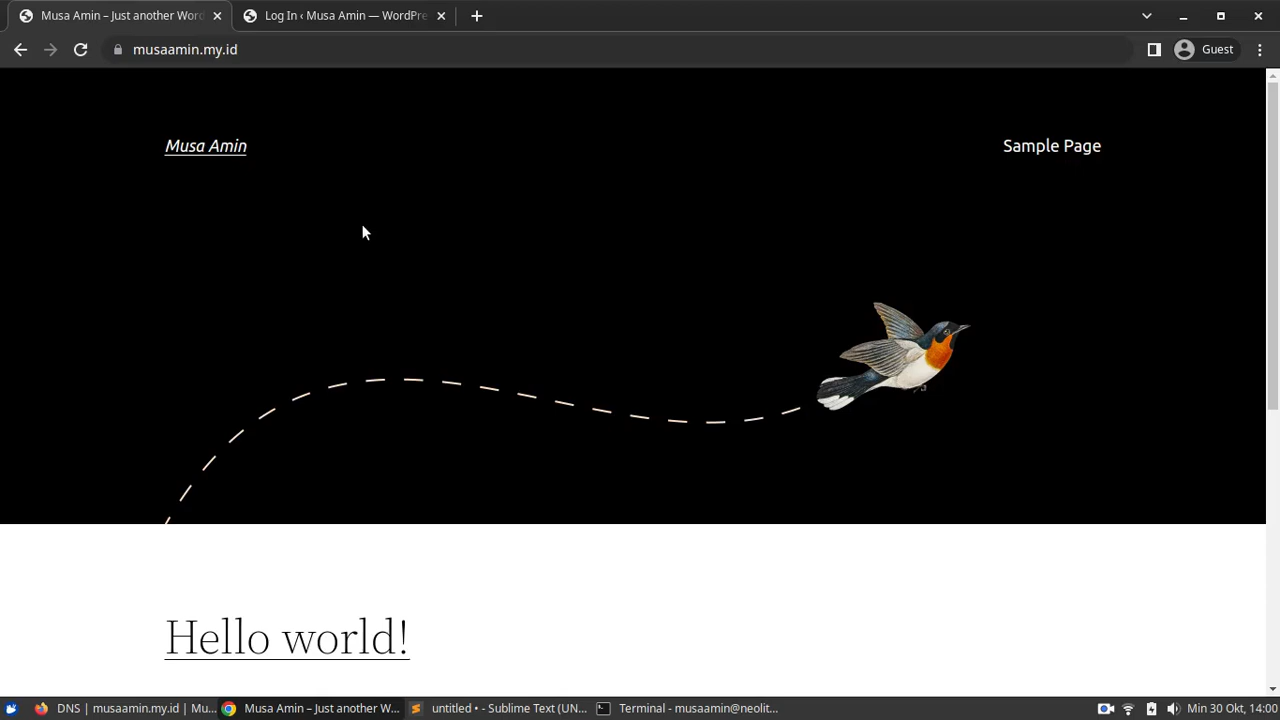 Musa Amin – Just another Word
Log In ‹ Musa Amin — WordPre
musaamin.my.id
Guest
Musa Amin
Sample Page
Hello world!
DNS | musaamin.my.id | Mu...
Musa Amin – Just another W...
untitled • - Sublime Text (UN...
Terminal - musaamin@neolit...
Min 30 Okt, 14:00